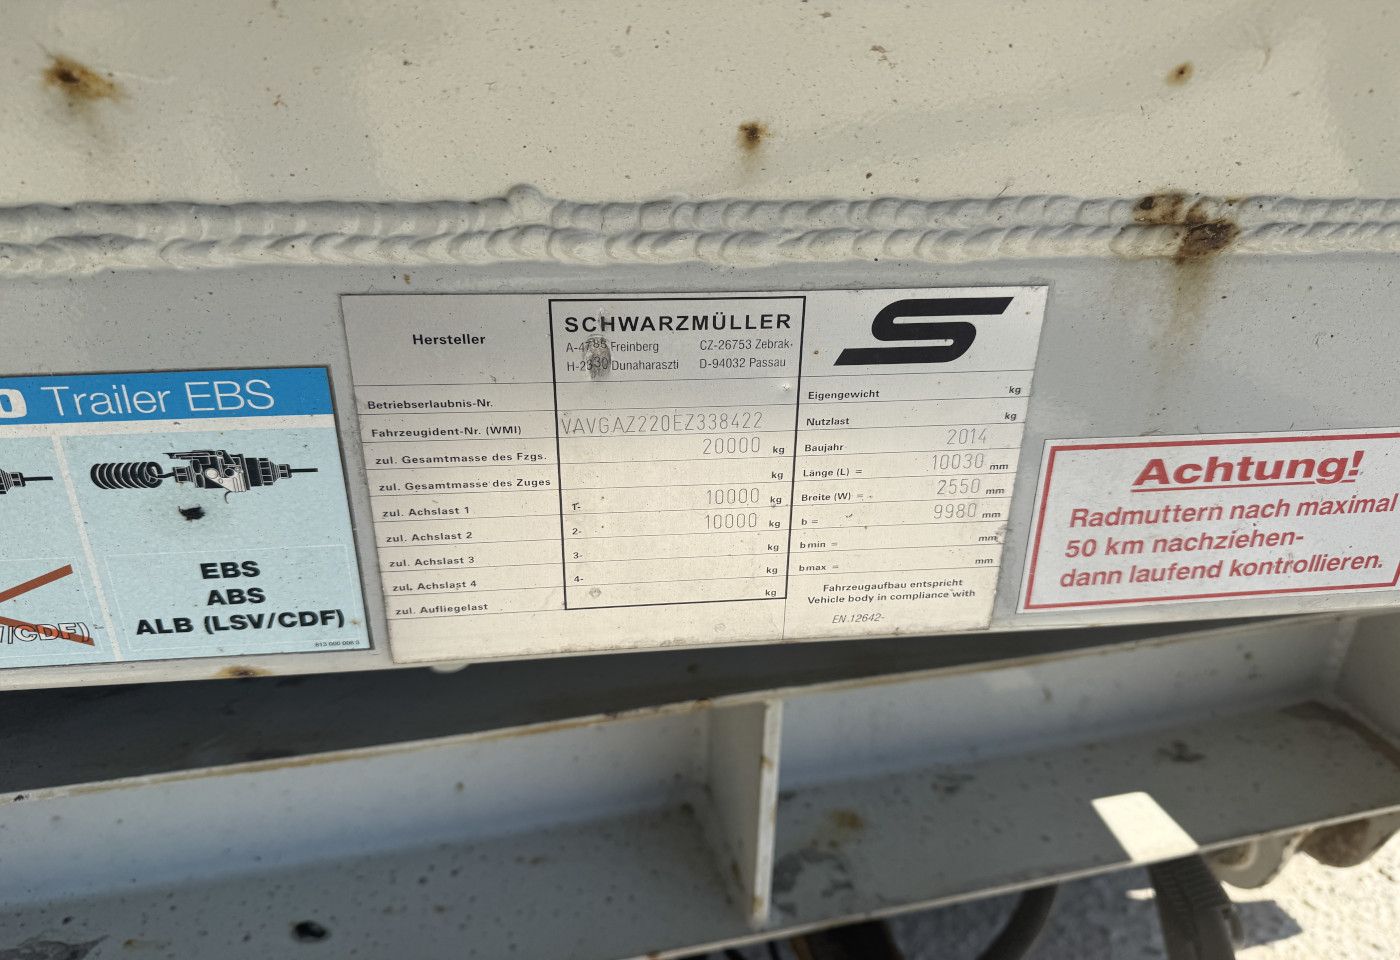 Trailer EBS
EBS
ABS
ALB (LSV/CDF)
/CDF)
Hersteller
SCHWARZMÜLLER
A-4785 Freinberg CZ-26753 Zebrak
H-2330 Dunaharaszti D-94032 Passau
Betriebserlaubnis-Nr.
Fahrzeugident-Nr. (WMI) VAVGAZ220EZ338422
zul. Gesamtmasse des Fzgs. 20000 kg
zul. Gesamtmasse des Zuges kg
zul. Achslast 1 1- 10000 kg
zul. Achslast 2 2- 10000 kg
zul. Achslast 3 3- kg
zul. Achslast 4 4- kg
zul. Aufliegelast kg
Eigengewicht kg
Nutzlast kg
Baujahr 2014
Länge (L) = 10030 mm
Breite (W) = 2550 mm
b = 9980 mm
b min = mm
b max = mm
Fahrzeugaufbau entspricht
Vehicle body in compliance with
EN 12642-
Achtung!
Radmuttern nach maximal
50 km nachziehen-
dann laufend kontrollieren.